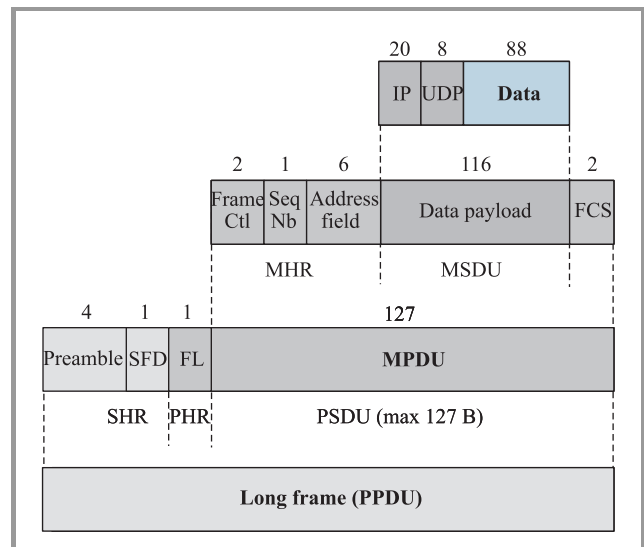 20 8 88
IP UDP Data
2 1 6 116 2
Frame Ctl Seq Nb Address field Data payload FCS
MHR MSDU
4 1 1 127
Preamble SFD FL MPDU
SHR PHR PSDU (max 127 B)
Long frame (PPDU)